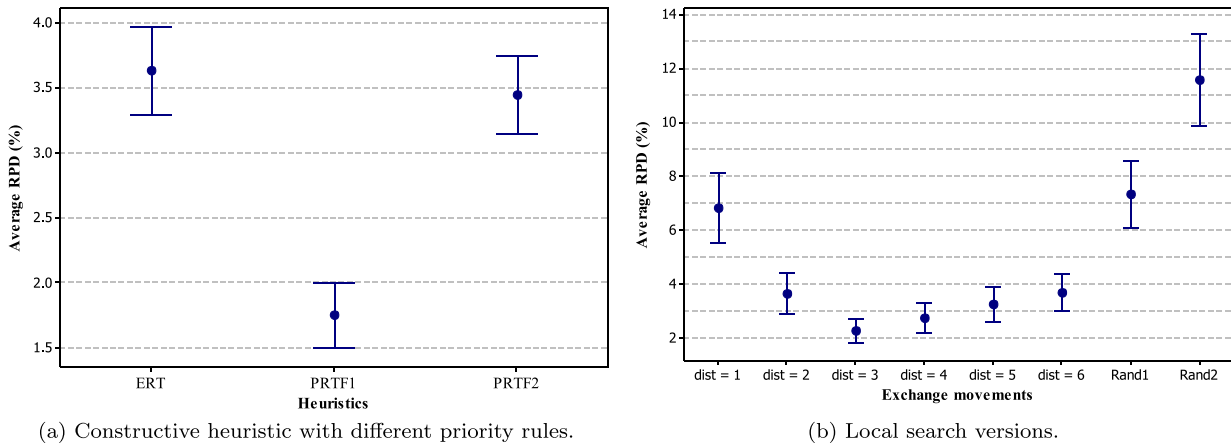 4.0
3.5
3.0
2.5
2.0
1.5
Average RPD (%)
ERT PRTF1 PRTF2
Heuristics
(a) Constructive heuristic with different priority rules.
14
12
10
8
6
4
2
Average RPD (%)
dist = 1 dist = 2 dist = 3 dist = 4 dist = 5 dist = 6 Rand1 Rand2
Exchange movements
(b) Local search versions.